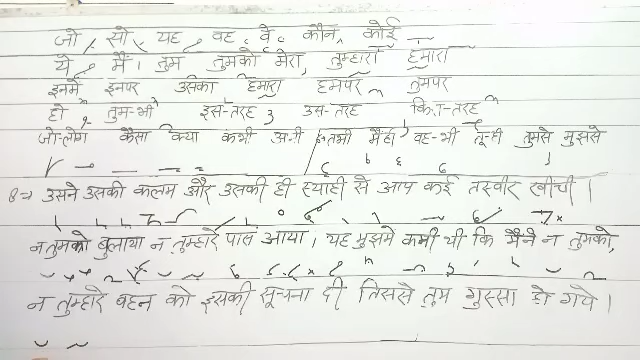 जो, सो, यह, वह, वे, कौन, कोई
ये, मैं। तुम तुमको मेरा, तुम्हारा हमारा
इनमें इनपर उसका हमारा हमपर तुमपर
हो, तुम-भी इस-तरह, उस-तरह किस-तरह
जो-लोग कैसा क्या कभी अभी तभी मैंही वह-भी तू-ही तुमसे मुझसे
उसने उसकी कलम और उसकी ही स्याही से आप कई तस्वीर खींची।
न तुमको बुलाया न तुम्हारे पास आया। यह मुझमे कमी थी कि मैंने न तुमको,
न तुम्हारे बहन को इसकी सूचना दी जिससे तुम गुस्सा हो गये।